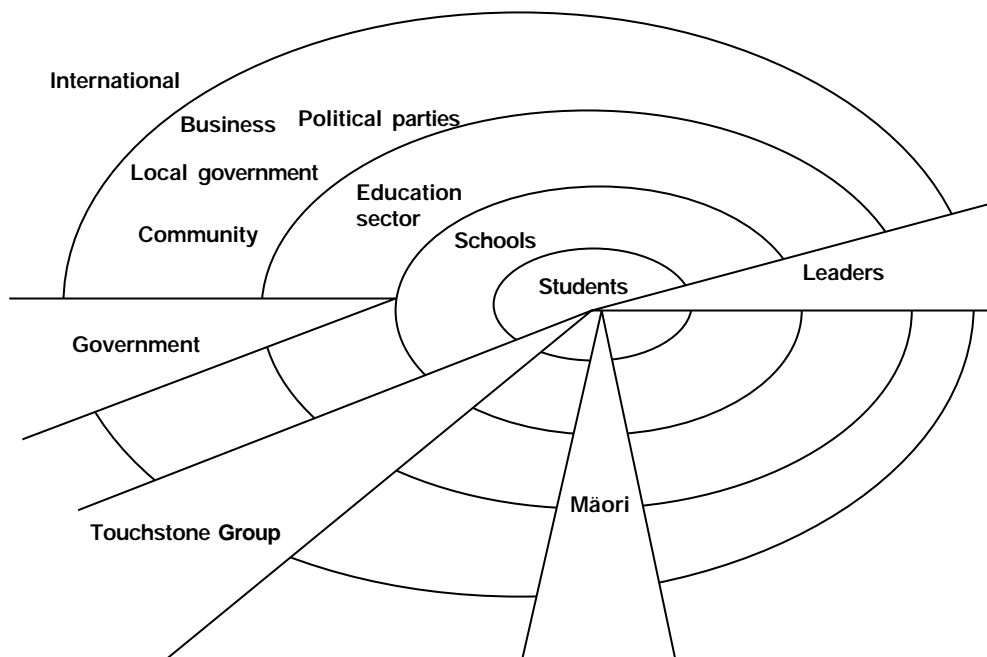 International
Business
Political parties
Local government
Education
sector
Community
Schools
Students
Leaders
Government
Mäori
Touchstone Group